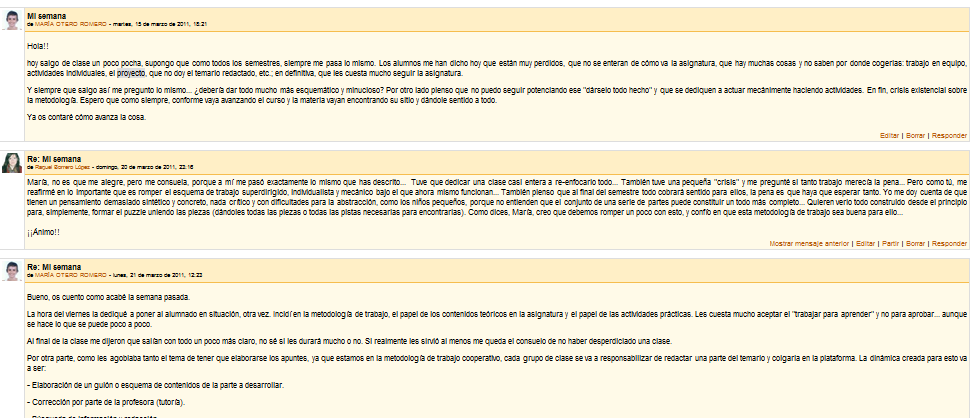 Mi semana
de MARÍA OTERO ROMERO - martes, 15 de marzo de 2011, 18:21
Hola!!
hoy salgo de clase un poco pocha, supongo que como todos los semestres, siempre me pasa lo mismo. Los alumnos me han dicho hoy que están muy perdidos, que no se enteran de cómo va la asignatura, que hay muchas cosas y no saben por donde cogerlas: trabajo en equipo,
actividades individuales, el proyecto, que no doy el temario redactado, etc.; en definitiva, que les cuesta mucho seguir la asignatura.
Y siempre que salgo así me pregunto lo mismo... ¿debería dar todo mucho más esquemático y minucioso? Por otro lado pienso que no puedo seguir potenciando ese "dárselo todo hecho" y que se dediquen a actuar mecánimente haciendo actividades. En fin, crisis existencial sobre
la metodología. Espero que como siempre, conforme vaya avanzando el curso y la materia vayan encontrando su sitio y dándole sentido a todo.
Ya os contaré cómo avanza la cosa.
Editar | Borrar | Responder
Re: Mi semana
de Raquel Borrero López - domingo, 20 de marzo de 2011, 22:16
María, no es que me alegre, pero me consuela, porque a mí me pasó exactamente lo mismo que has descrito... Tuve que dedicar una clase casi entera a re-enfocarlo todo... También tuve una pequeña "crisis" y me pregunté si tanto trabajo merecía la pena... Pero como tú, me
reafirmé en lo importante que es romper el esquema de trabajo superdirigido, individualista y mecánico bajo el que ahora mismo funcionan... También pienso que al final del semestre todo cobrará sentido para ellos, la pena es que haya que esperar tanto. Yo me doy cuenta de que
tienen un pensamiento demasiado sintético y concreto, nada crítico y con dificultades para la abstracción, como los niños pequeños, porque no entienden que el conjunto de una serie de partes puede constituir un todo más completo... Quieren verlo todo construido desde el principio
para, simplemente, formar el puzzle uniendo las piezas (dándoles todas las piezas o todas las pistas necesarias para encontrarlas). Como dices, María, creo que debemos romper un poco con esto, y confío en que esta metodología de trabajo sea buena para ello...
¡¡Ánimo!!
Mostrar mensaje anterior | Editar | Partir | Borrar | Responder
Re: Mi semana
de MARÍA OTERO ROMERO - lunes, 21 de marzo de 2011, 12:23
Bueno, os cuento como acabé la semana pasada.
La hora del viernes la dediqué a poner al alumnado en situación, otra vez. Incidí en la metodología de trabajo, el papel de los contenidos teóricos en la asignatura y el papel de las actividades prácticas. Les cuesta mucho aceptar el "trabajar para aprender" y no para aprobar... aunque
se hace lo que se puede poco a poco.
Al final de la clase me dijeron que salían con todo un poco más claro, no sé si les durará mucho o no. Si realmente les sirvió al menos me queda el consuelo de no haber desperdiciado una clase.
Por otra parte, como les agobiaba tanto el tema de tener que elaborarse los apuntes, ya que estamos en la metodología de trabajo cooperativo, cada grupo de clase se va a responsabilizar de redactar una parte del temario y colgarla en la plataforma. La dinámica creada para esto va
a ser:
- Elaboración de un guión o esquema de contenidos de la parte a desarrollar.
- Corrección por parte de la profesora (tutoría).